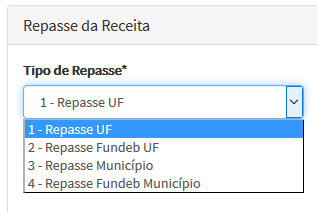 Repasse da Receita
Tipo de Repasse*
1 - Repasse UF
1 - Repasse UF
2 - Repasse Fundeb UF
3 - Repasse Município
4 - Repasse Fundeb Município